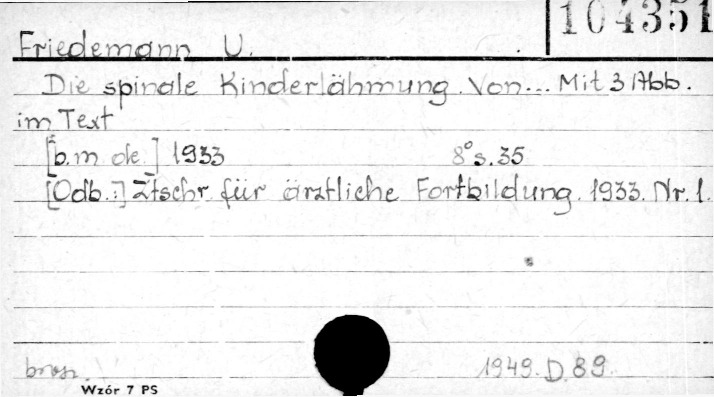 104351
Friedemann U.
Die spinale Kinderlähmung. Von... Mit 3 Abb.
im Text
[b.m. dr.] 1933 8° s. 35
[Odb.:] Ztschr. für ärztliche Fortbildung. 1933. Nr. 1.
1949. D. 89.
brosz.
Wzór 7 PS